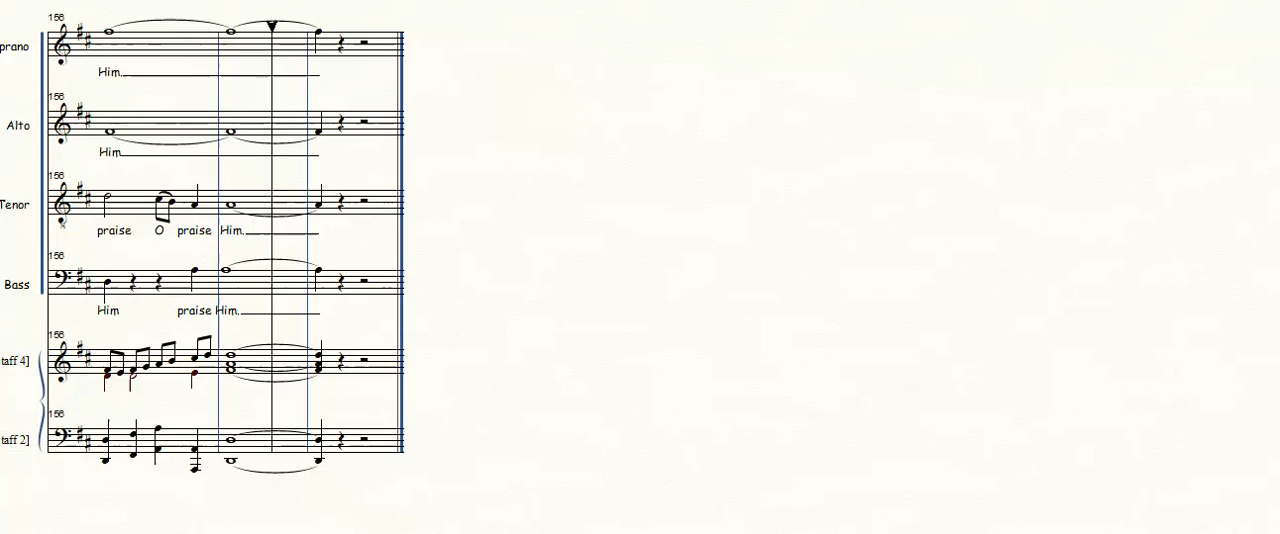 156
prano
Him
156
Alto
Him
156
Tenor
praise O praise Him.
156
Bass
Him praise Him.
156
taff 4]
156
taff 2]